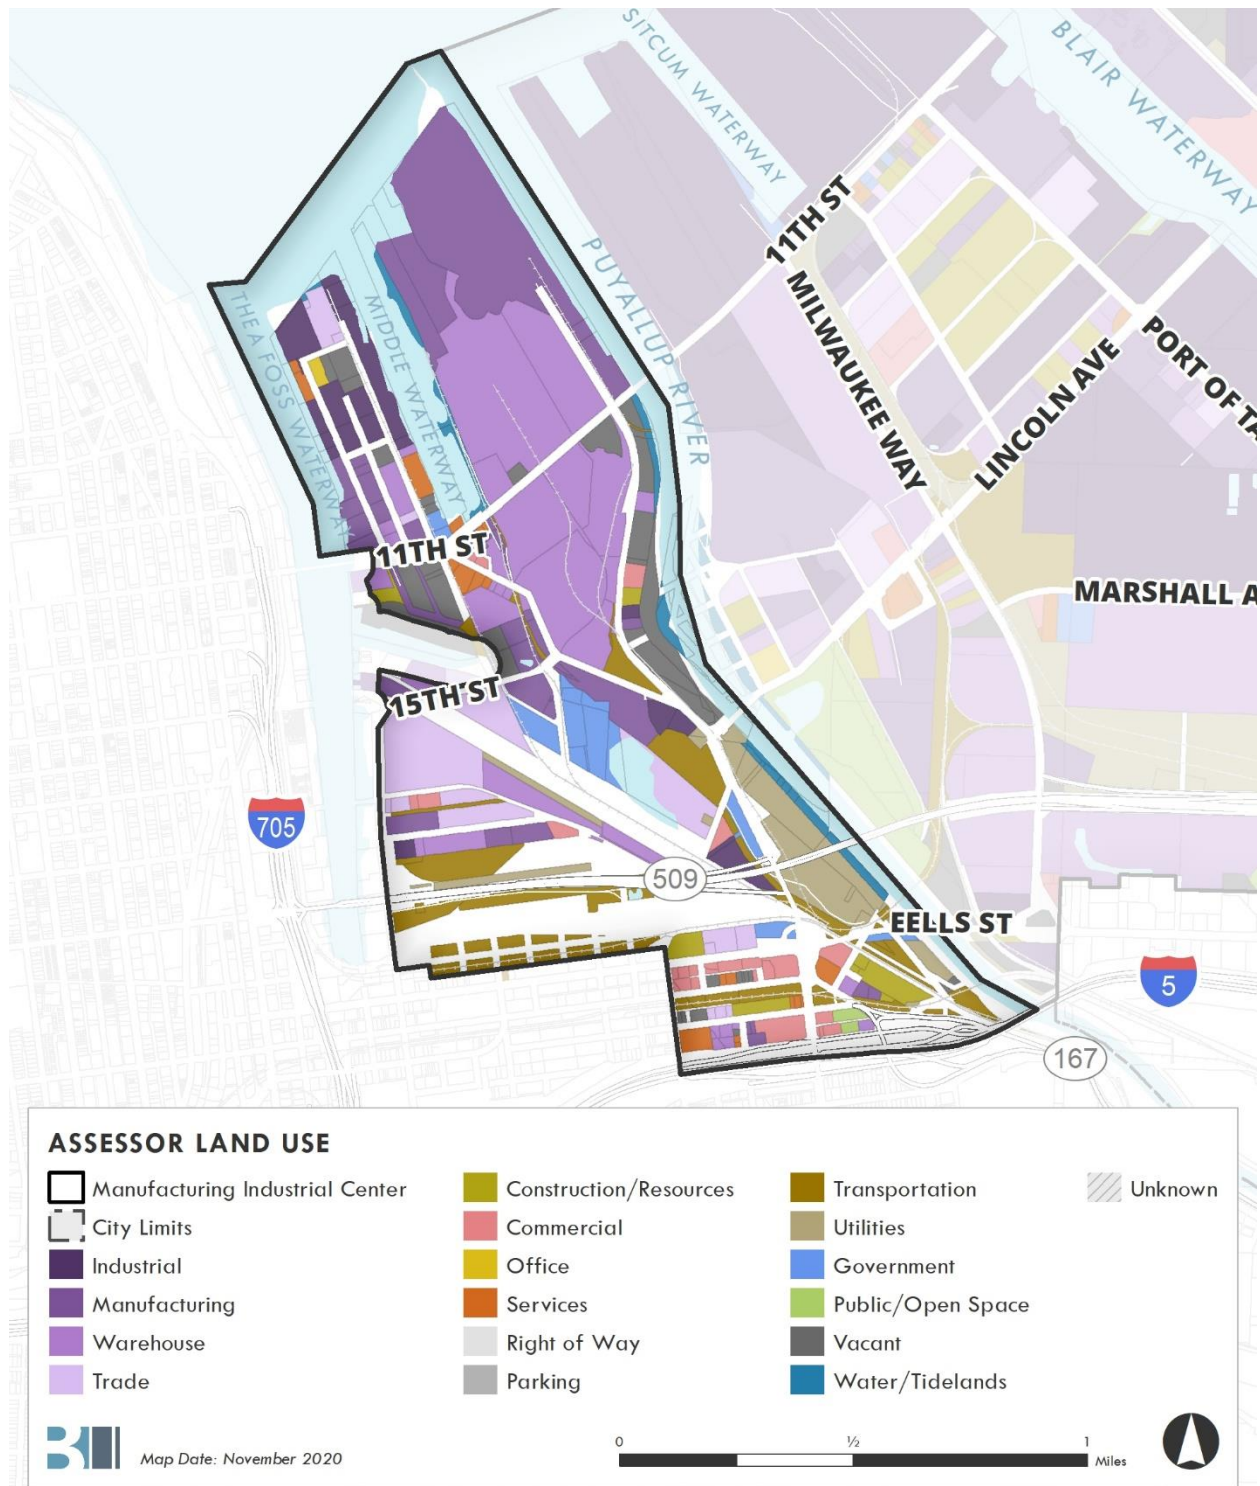 SITCUM WATERWAY
BLAIR WATERWAY
11TH ST
PUYALLUP RIVER
MILWAUKEE WAY
THEA FOSS WATERWAY
MIDDLE WATERWAY
PORT OF TA
LINCOLN AVE
11TH ST
MARSHALL A
15TH ST
705
509
EELLS ST
5
167
ASSESSOR LAND USE
Manufacturing Industrial Center
City Limits
Industrial
Manufacturing
Warehouse
Trade
Construction/Resources
Commercial
Office
Services
Right of Way
Parking
Transportation
Utilities
Government
Public/Open Space
Vacant
Water/Tidelands
Unknown
Map Date: November 2020
0 ½ 1
Miles